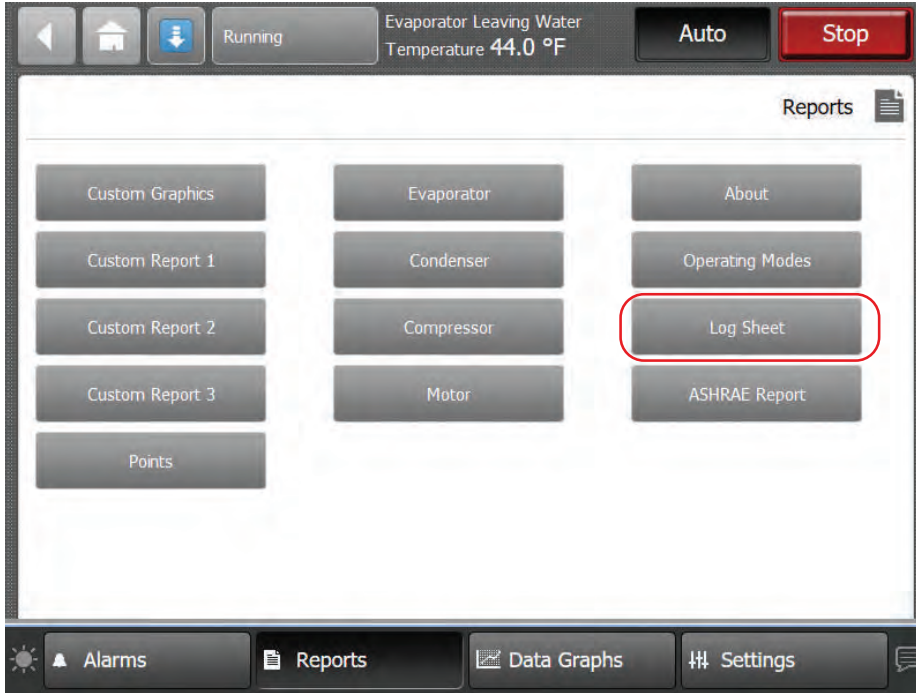 Running
Evaporator Leaving Water
Temperature 44.0 °F
Auto
Stop
Reports
Custom Graphics
Evaporator
About
Custom Report 1
Condenser
Operating Modes
Custom Report 2
Compressor
Log Sheet
Custom Report 3
Motor
ASHRAE Report
Points
Alarms
Reports
Data Graphs
Settings